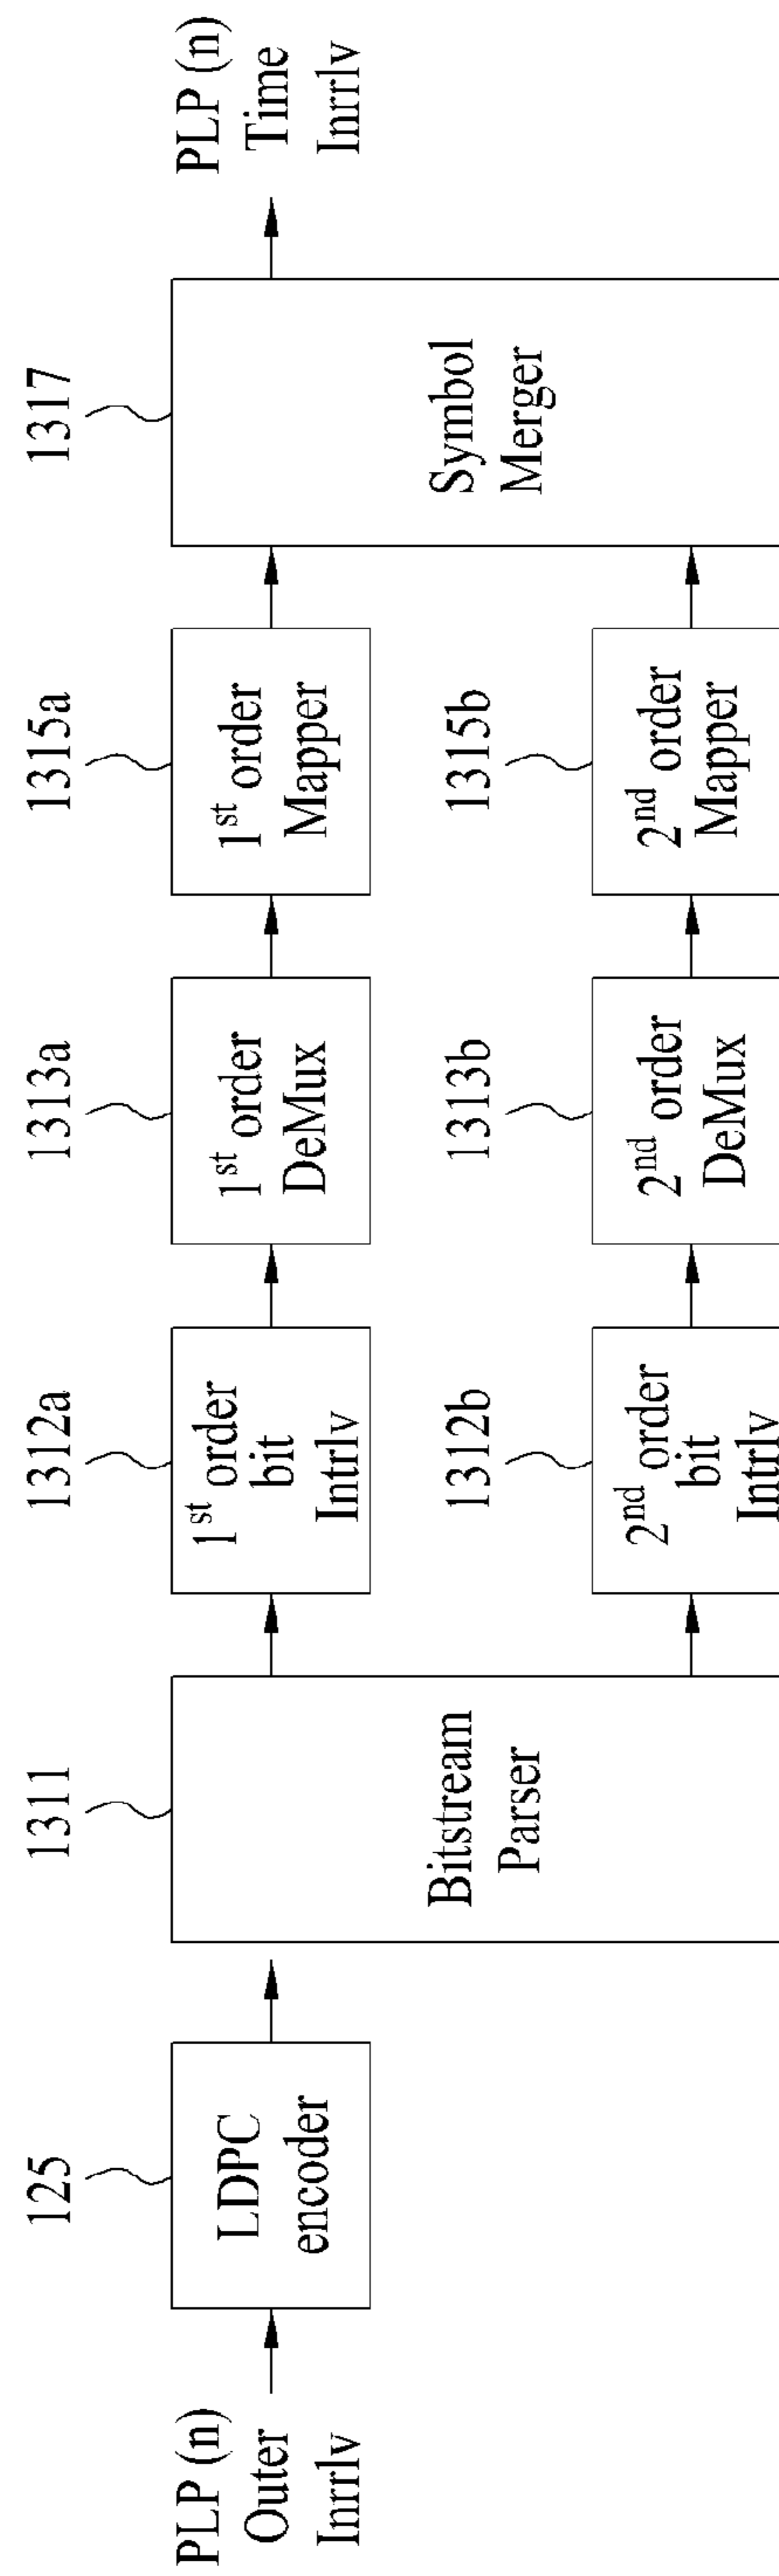 PLP (n)
Outer
Inrrlv
125
LDPC
encoder
1311
Bitstream
Parser
1312a
1st order
bit
Intrlv
1313a
1st order
DeMux
1315a
1st order
Mapper
1312b
2nd order
bit
Intrlv
1313b
2nd order
DeMux
1315b
2nd order
Mapper
1317
Symbol
Merger
PLP (n)
Time
Inrrlv